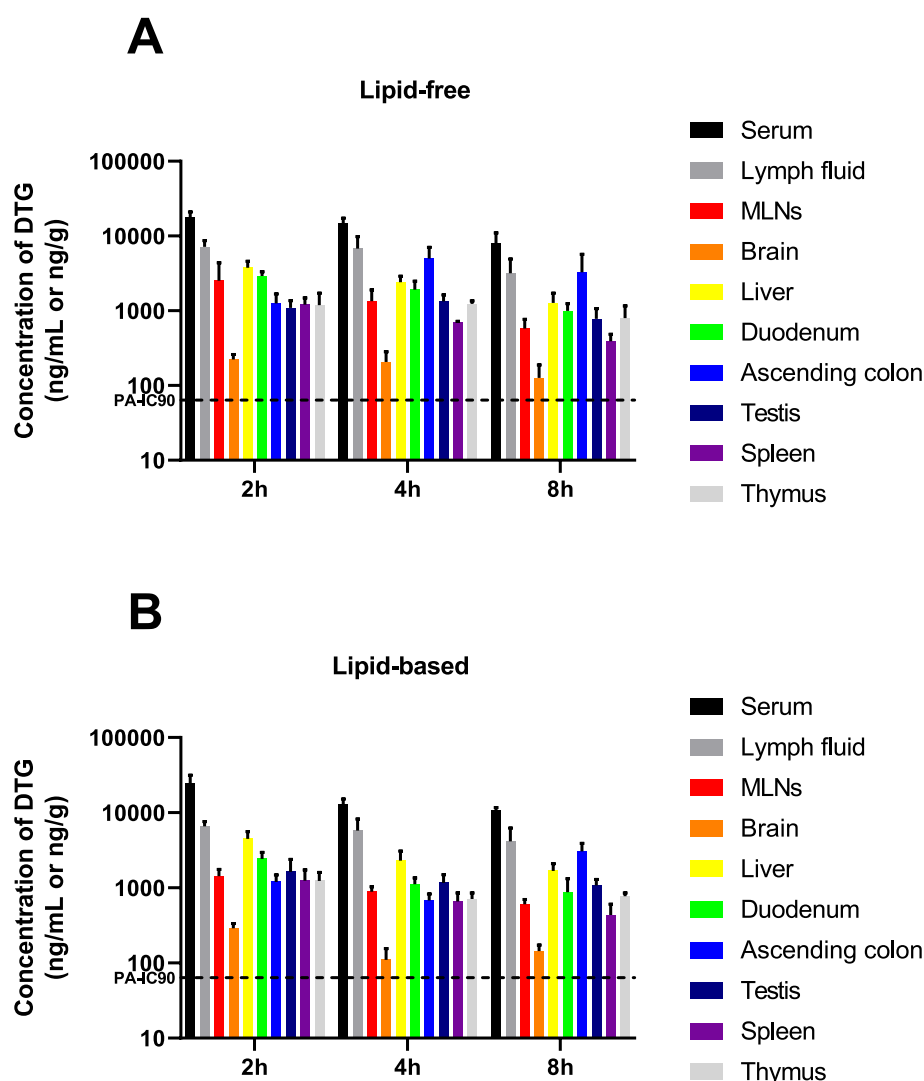 A
Lipid-free
Concentration of DTG
(ng/mL or ng/g)
100000
10000
1000
100
PA-IC90
10
2h
4h
8h
Serum
Lymph fluid
MLNs
Brain
Liver
Duodenum
Ascending colon
Testis
Spleen
Thymus
B
Lipid-based
Concentration of DTG
(ng/mL or ng/g)
100000
10000
1000
100
PA-IC90
10
2h
4h
8h
Serum
Lymph fluid
MLNs
Brain
Liver
Duodenum
Ascending colon
Testis
Spleen
Thymus